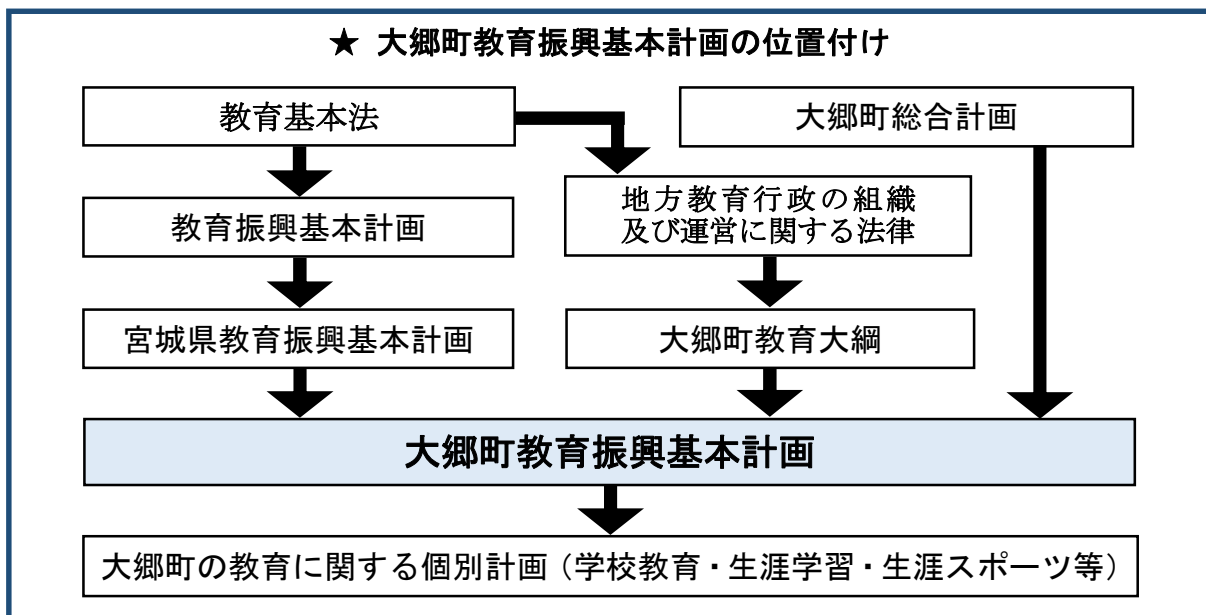 ★ 大郷町教育振興基本計画の位置付け
教育基本法
大郷町総合計画
地方教育行政の組織
及び運営に関する法律
教育振興基本計画
宮城県教育振興基本計画
大郷町教育大綱
大郷町教育振興基本計画
大郷町の教育に関する個別計画（学校教育・生涯学習・生涯スポーツ等）